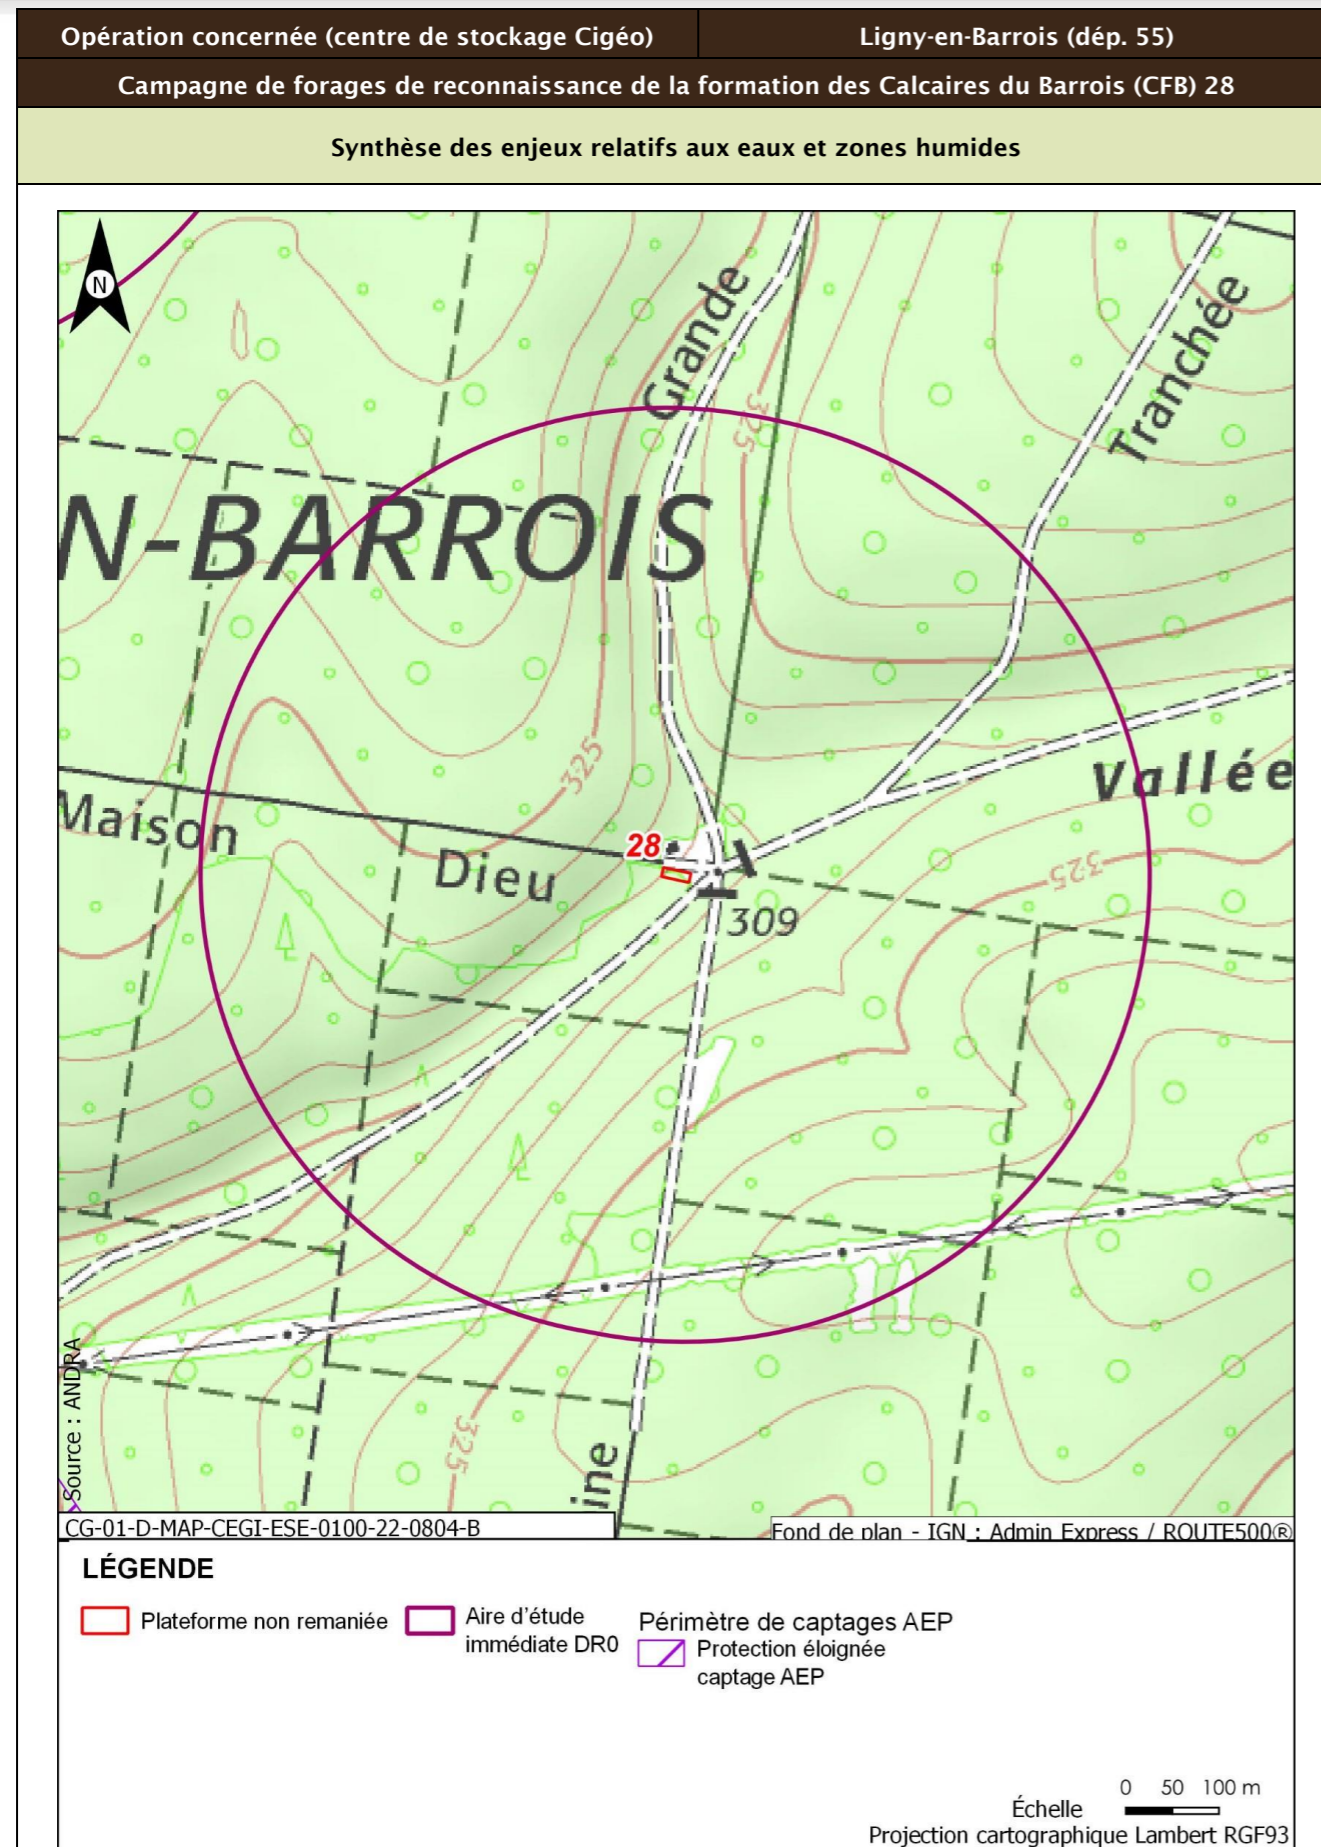 Opération concernée (centre de stockage Cigéo) Ligny-en-Barrois (dép. 55)
Campagne de forages de reconnaissance de la formation des Calcaires du Barrois (CFB) 28
Synthèse des enjeux relatifs aux eaux et zones humides
N
Grande
Tranchée
325
N-BARROIS
325
Vallée
Maison
Dieu
28
325
309
325
ine
Source : ANDRA
CG-01-D-MAP-CEGI-ESE-0100-22-0804-B
Fond de plan - IGN : Admin Express / ROUTE500®
LÉGENDE
Plateforme non remaniée
Aire d'étude
immédiate DR0
Périmètre de captages AEP
Protection éloignée
captage AEP
0 50 100 m
Échelle
Projection cartographique Lambert RGF93